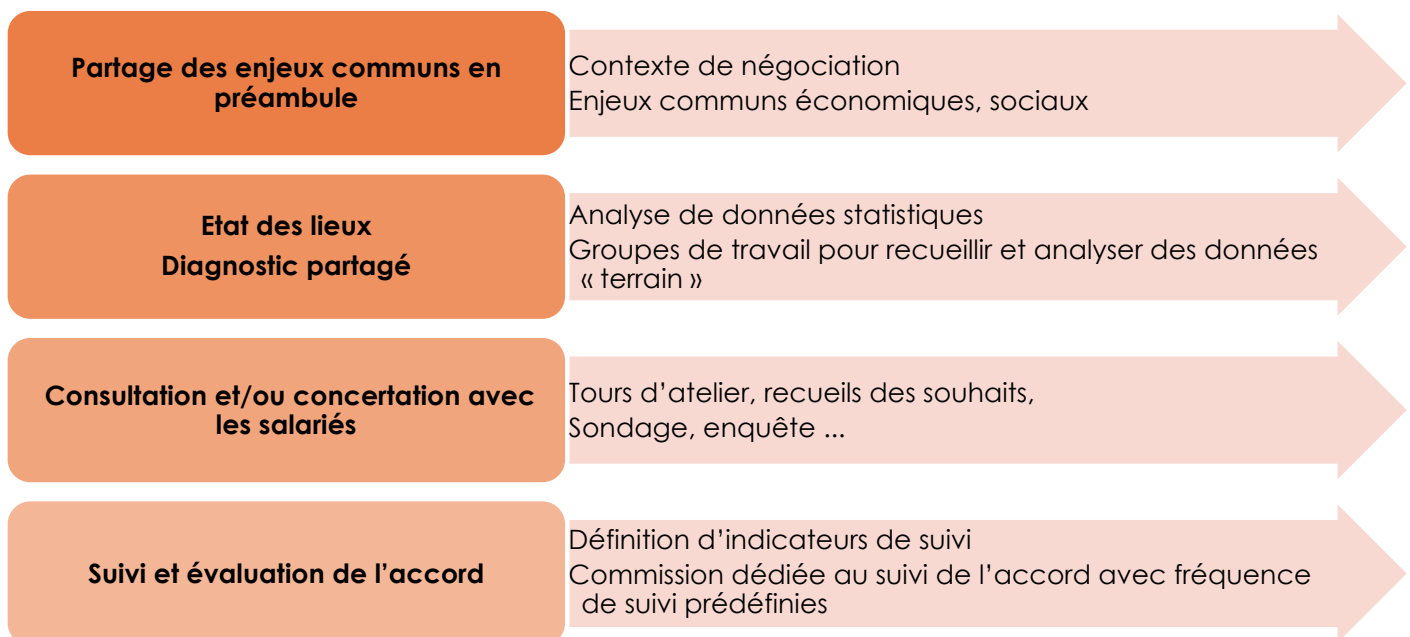 Partage des enjeux communs en
préambule
Contexte de négociation
Enjeux communs économiques, sociaux
Etat des lieux
Diagnostic partagé
Analyse de données statistiques
Groupes de travail pour recueillir et analyser des données
« terrain »
Consultation et/ou concertation avec
les salariés
Tours d’atelier, recueils des souhaits,
Sondage, enquête ...
Suivi et évaluation de l’accord
Définition d’indicateurs de suivi
Commission dédiée au suivi de l’accord avec fréquence
de suivi prédéfinies